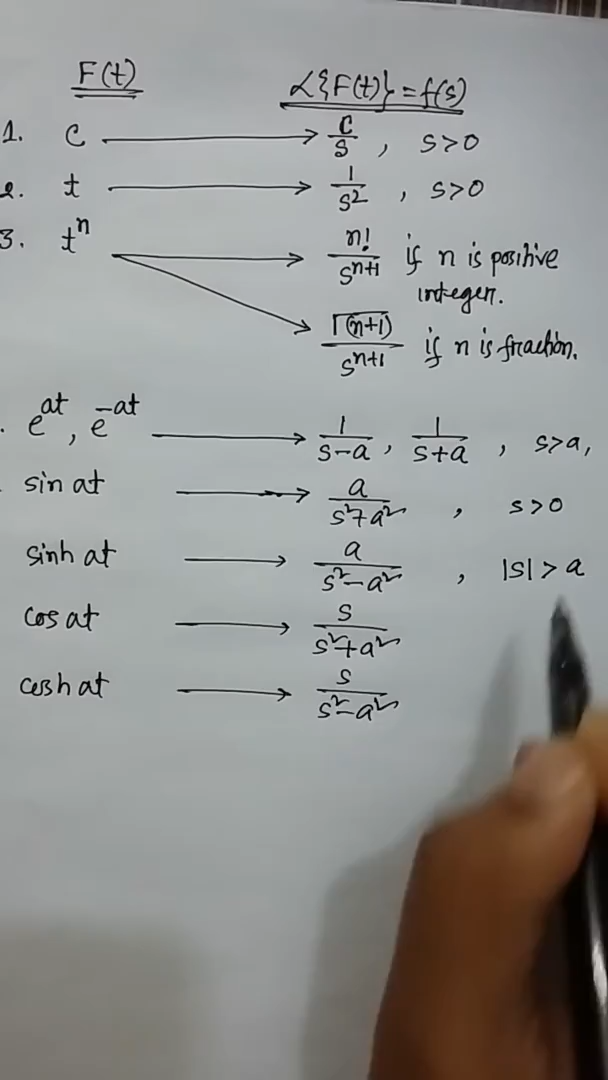 F(t) ℒ{F(t)} = f(s)
1. c → c/s , s>0
2. t → 1/s² , s>0
3. tⁿ → n!/sⁿ⁺¹ if n is positive
integer.
Γ(n+1)/sⁿ⁺¹ if n is fraction.
. e^at, e^-at → 1/(s-a) , 1/(s+a) , s>a,
sin at → a/(s²+a²) , s>0
sinh at → a/(s²-a²) , |s| > a
cos at → s/(s²+a²)
cosh at → s/(s²-a²)